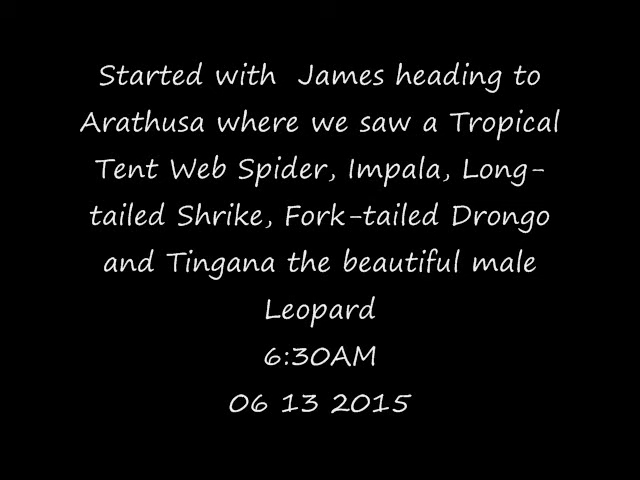 Started with  James heading to
Arathusa where we saw a Tropical
Tent Web Spider, Impala, Long-
tailed Shrike, Fork-tailed Drongo
and Tingana the beautiful male
Leopard
6:30AM
06 13 2015